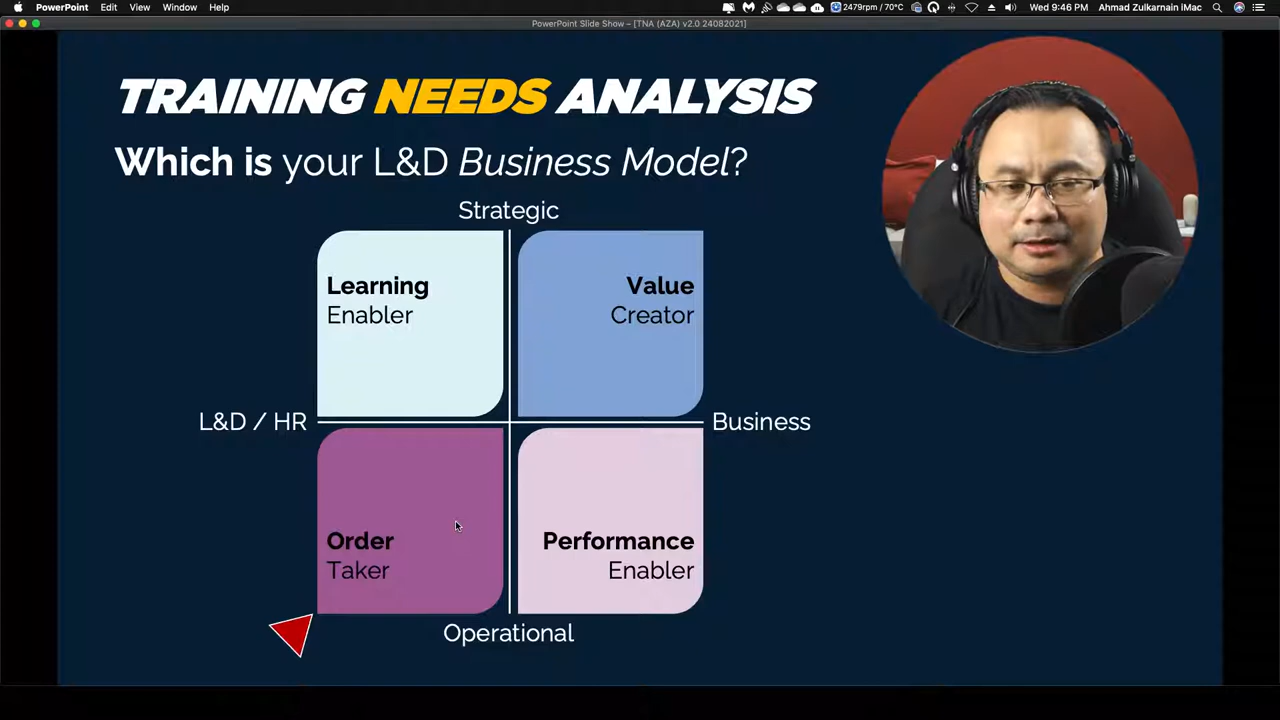 PowerPoint Edit View Window Help 2479rpm / 70°C Wed 9:46 PM Ahmad Zulkarnain iMac
PowerPoint Slide Show – [TNA (AZA) v2.0 24082021]
TRAINING NEEDS ANALYSIS
Which is your L&D Business Model?
Strategic
Learning
Enabler
Value
Creator
L&D / HR
Business
Order
Taker
Performance
Enabler
Operational